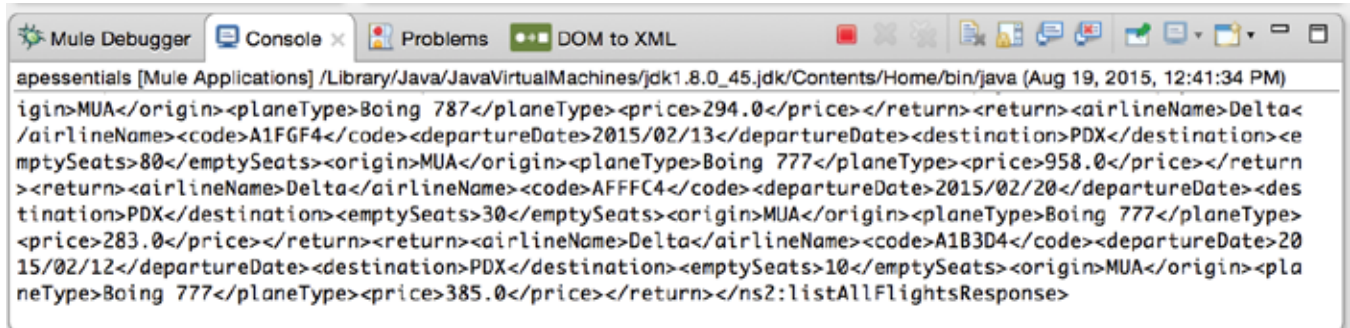 Mule Debugger Console Problems DOM to XML
apessentials [Mule Applications] /Library/Java/JavaVirtualMachines/jdk1.8.0_45.jdk/Contents/Home/bin/java (Aug 19, 2015, 12:41:34 PM)
igin>MUA</origin><planeType>Boing 787</planeType><price>294.0</price></return><return><airlineName>Delta<
/airlineName><code>A1FGF4</code><departureDate>2015/02/13</departureDate><destination>PDX</destination><e
mptySeats>80</emptySeats><origin>MUA</origin><planeType>Boing 777</planeType><price>958.0</price></return
><return><airlineName>Delta</airlineName><code>AFFFC4</code><departureDate>2015/02/20</departureDate><des
tination>PDX</destination><emptySeats>30</emptySeats><origin>MUA</origin><planeType>Boing 777</planeType>
<price>283.0</price></return><return><airlineName>Delta</airlineName><code>A1B3D4</code><departureDate>20
15/02/12</departureDate><destination>PDX</destination><emptySeats>10</emptySeats><origin>MUA</origin><pla
neType>Boing 777</planeType><price>385.0</price></return></ns2:listAllFlightsResponse>